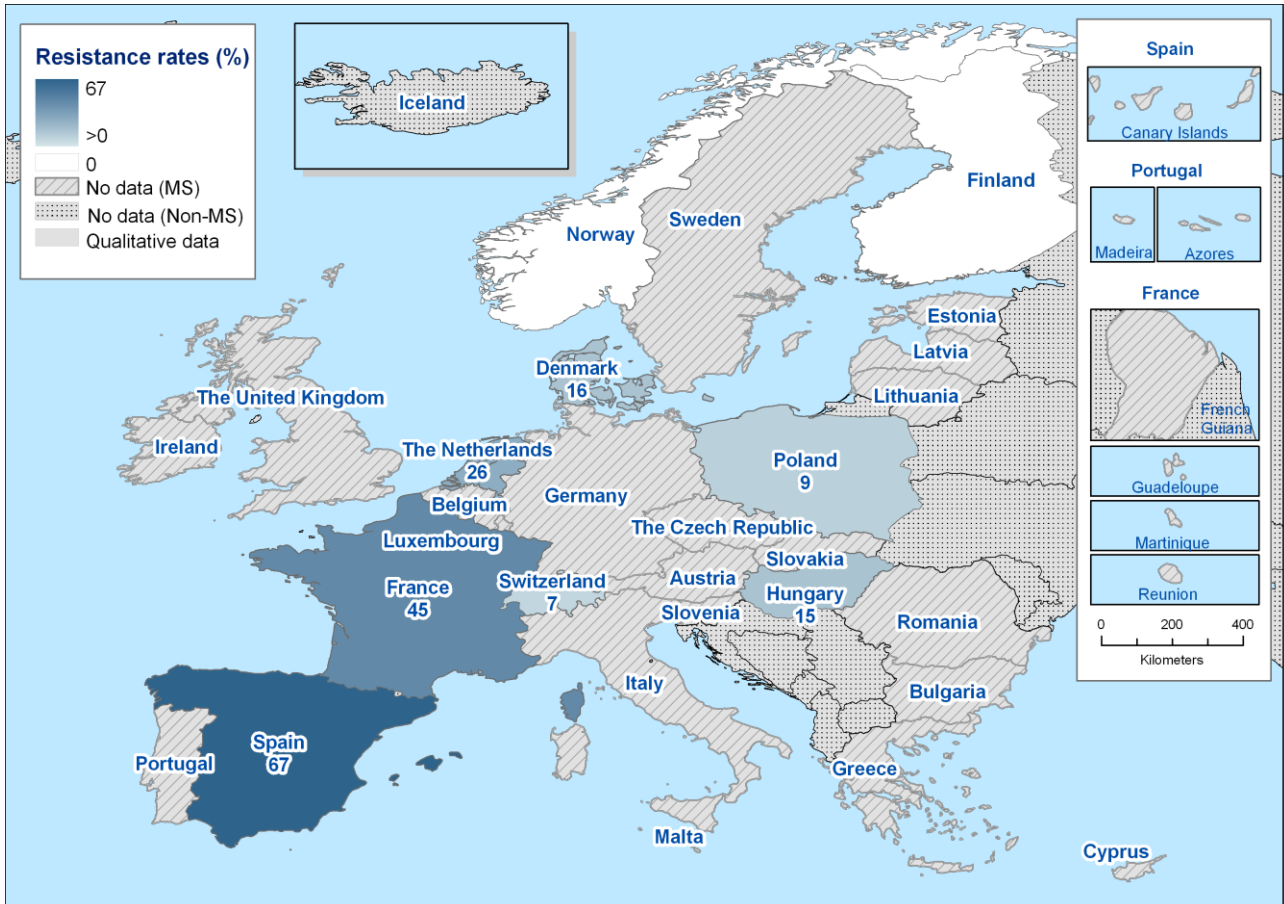 Resistance rates (%)
67
>0
0
No data (MS)
No data (Non-MS)
Qualitative data
Iceland
Spain
Canary Islands
Portugal
Madeira
Azores
France
French
Guiana
Guadeloupe
Martinique
Reunion
0 200 400
Kilometers
Finland
Norway
Sweden
Estonia
Latvia
Lithuania
Denmark
16
The United Kingdom
Ireland
The Netherlands
26
Belgium
Germany
Poland
9
The Czech Republic
Luxembourg
Slovakia
France
45
Switzerland
7
Austria
Hungary
15
Slovenia
Romania
Italy
Bulgaria
Spain
67
Portugal
Greece
Malta
Cyprus